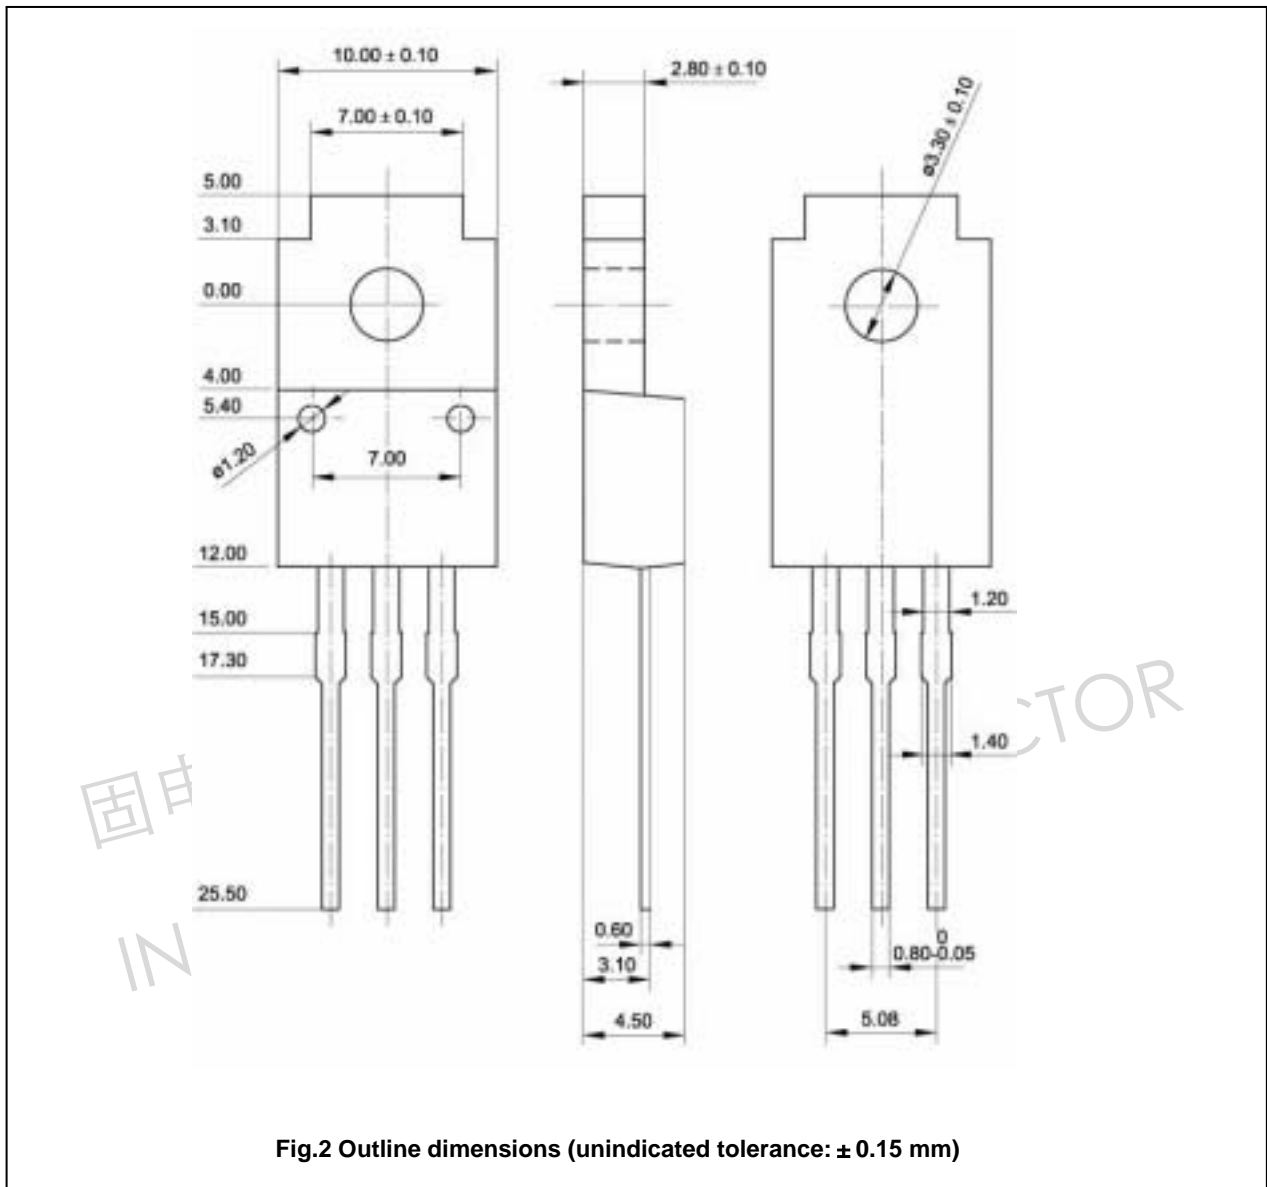 10.00 ± 0.10
2.80 ± 0.10
7.00 ± 0.10
ø3.30 ± 0.10
5.00
3.10
0.00
4.00
5.40
ø1.20
7.00
12.00
15.00
1.20
17.30
CTOR
1.40
固
25.50
IN
0.60
0
0.80-0.05
3.10
4.50
5.08
Fig.2 Outline dimensions (unindicated tolerance: ± 0.15 mm)